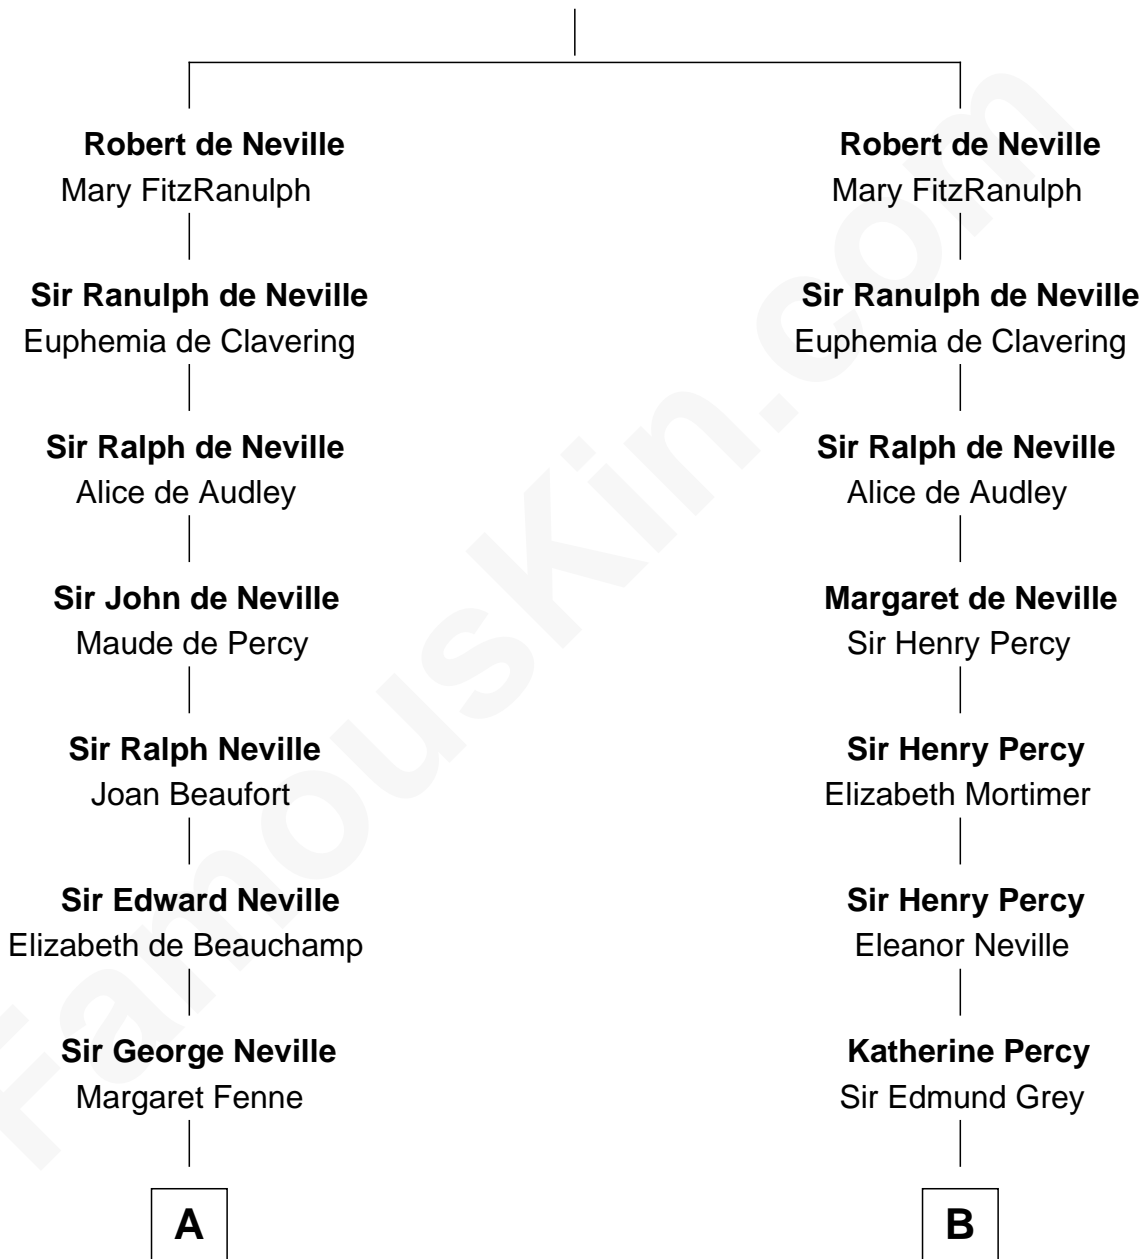 Robert de Neville
Mary FitzRanulph
Sir Ranulph de Neville
Euphemia de Clavering
Sir Ralph de Neville
Alice de Audley
Sir John de Neville
Maude de Percy
Sir Ralph Neville
Joan Beaufort
Sir Edward Neville
Elizabeth de Beauchamp
Sir George Neville
Margaret Fenne
A
Robert de Neville
Mary FitzRanulph
Sir Ranulph de Neville
Euphemia de Clavering
Sir Ralph de Neville
Alice de Audley
Margaret de Neville
Sir Henry Percy
Sir Henry Percy
Elizabeth Mortimer
Sir Henry Percy
Eleanor Neville
Katherine Percy
Sir Edmund Grey
B
FamousKin.com